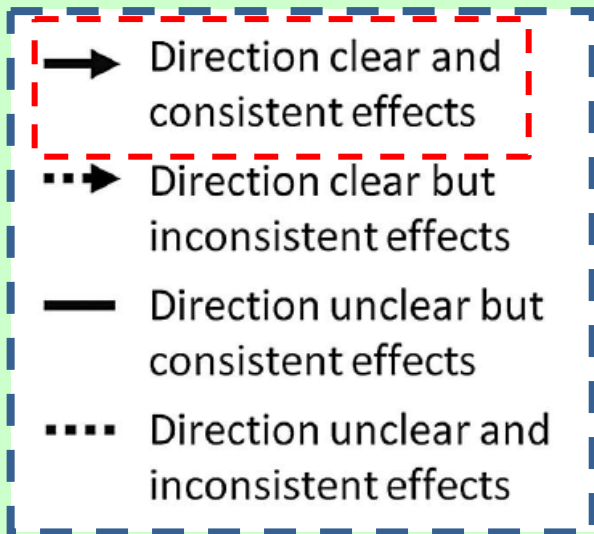 Direction clear and
consistent effects
Direction clear but
inconsistent effects
Direction unclear but
consistent effects
Direction unclear and
inconsistent effects